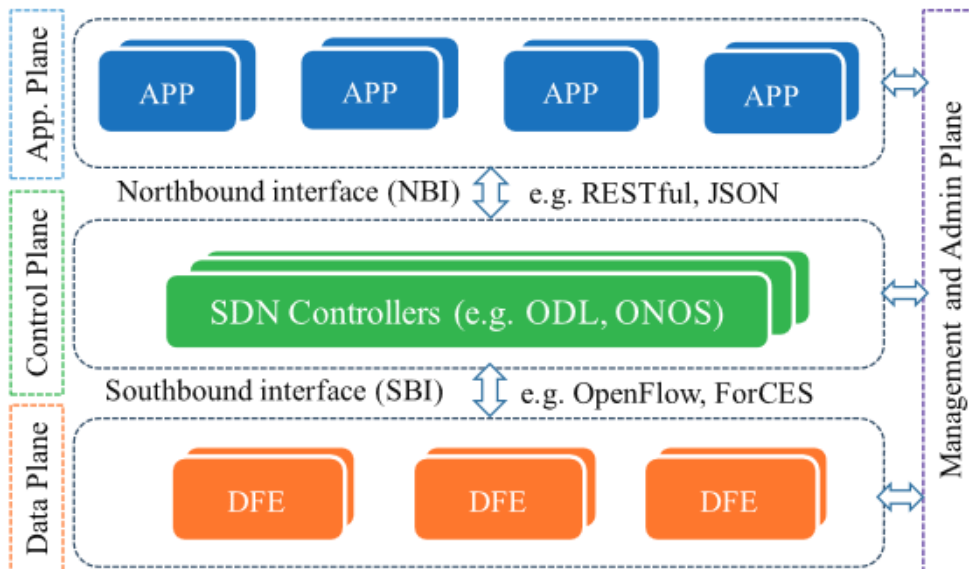 App. Plane
APP
APP
APP
APP
Northbound interface (NBI)
e.g. RESTful, JSON
Control Plane
SDN Controllers (e.g. ODL, ONOS)
Southbound interface (SBI)
e.g. OpenFlow, ForCES
Data Plane
DFE
DFE
DFE
Management and Admin Plane